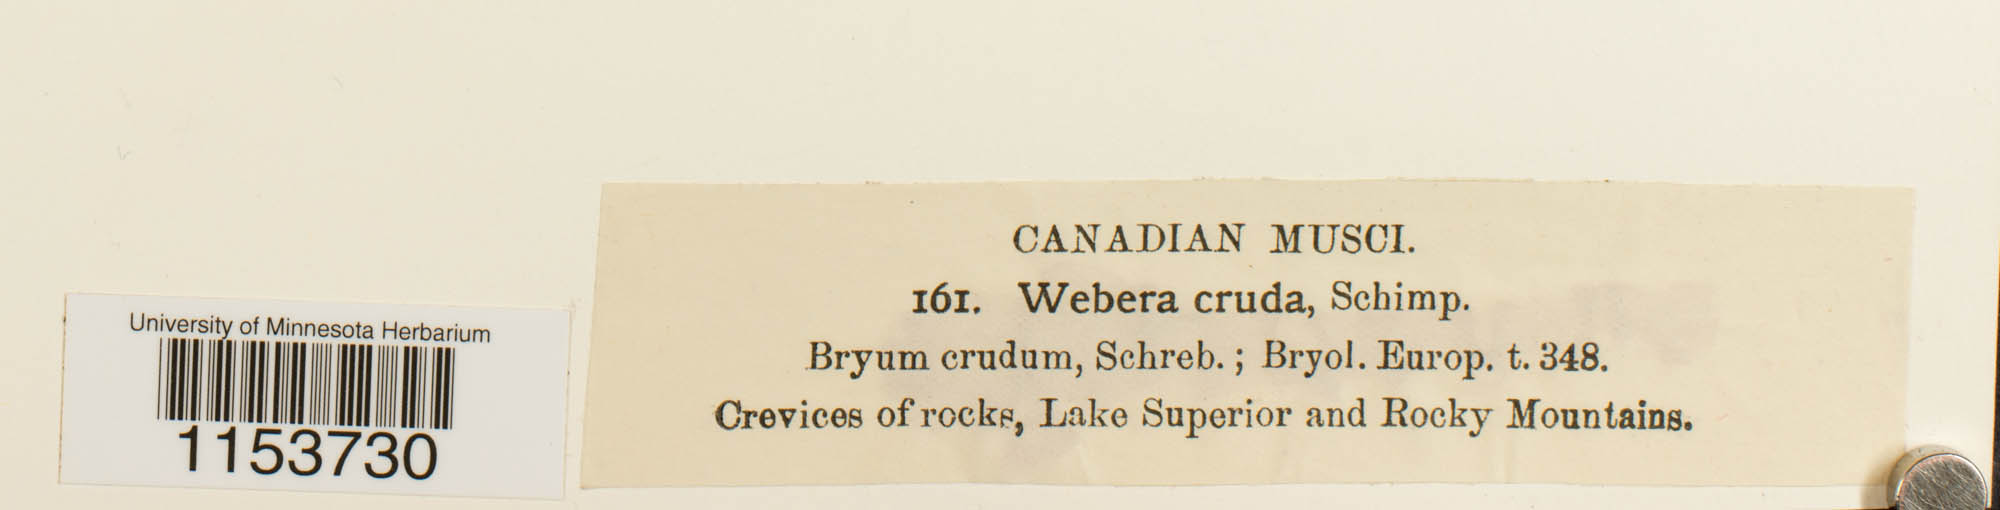 CANADIAN MUSCI.
161. Webera cruda, Schimp.
Bryum crudum, Schreb.; Bryol. Europ. t. 348.
Crevices of rocks, Lake Superior and Rocky Mountains.
University of Minnesota Herbarium
1153730